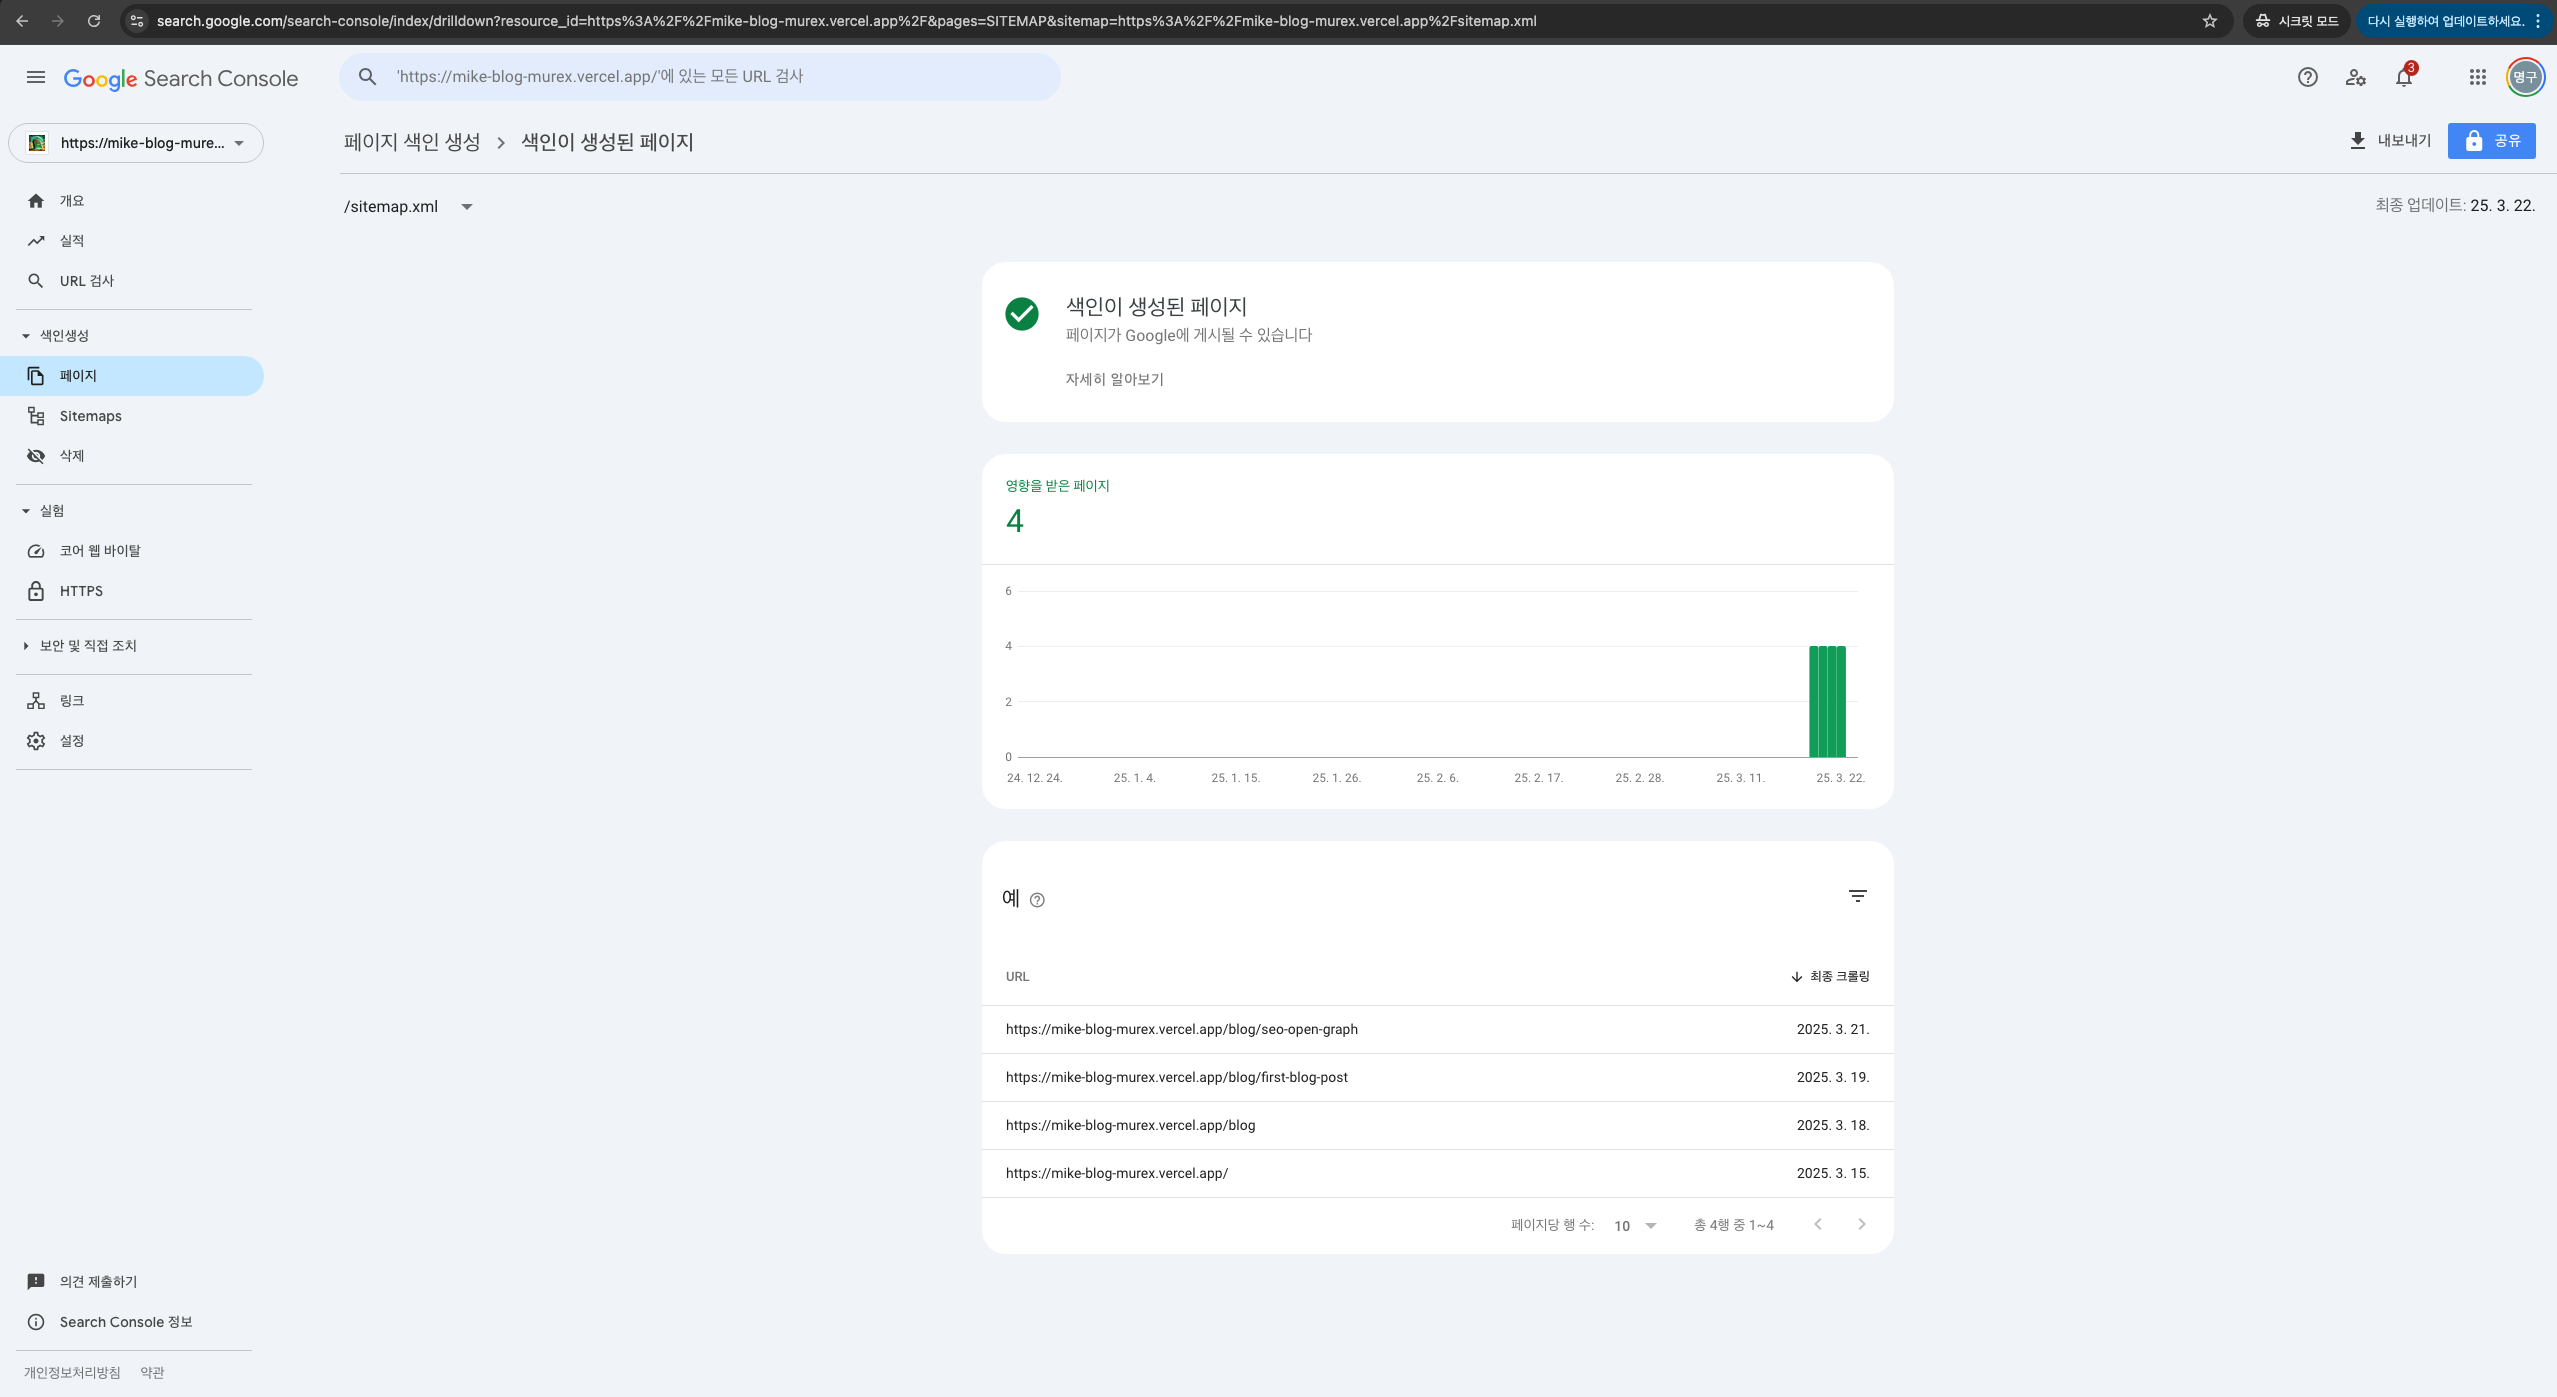 search.google.com/search-console/index/drilldown?resource_id=https%3A%2F%2Fmike-blog-murex.vercel.app%2F&pages=SITEMAP&sitemap=https%3A%2F%2Fmike-blog-murex.vercel.app%2Fsitemap.xml
시크릿 모드
다시 실행하여 업데이트하세요.
Google Search Console
'https://mike-blog-murex.vercel.app/'에 있는 모든 URL 검사
3
명구
https://mike-blog-mure...
페이지 색인 생성
색인이 생성된 페이지
내보내기
공유
개요
실적
URL 검사
색인생성
페이지
Sitemaps
삭제
실험
코어 웹 바이탈
HTTPS
보안 및 직접 조치
링크
설정
/sitemap.xml
최종 업데이트: 25. 3. 22.
색인이 생성된 페이지
페이지가 Google에 게시될 수 있습니다
자세히 알아보기
영향을 받은 페이지
4
6
4
2
0
24. 12. 24.
25. 1. 4.
25. 1. 15.
25. 1. 26.
25. 2. 6.
25. 2. 17.
25. 2. 28.
25. 3. 11.
25. 3. 22.
예
URL
최종 크롤링
https://mike-blog-murex.vercel.app/blog/seo-open-graph 2025. 3. 21.
https://mike-blog-murex.vercel.app/blog/first-blog-post 2025. 3. 19.
https://mike-blog-murex.vercel.app/blog 2025. 3. 18.
https://mike-blog-murex.vercel.app/ 2025. 3. 15.
페이지당 행 수: 10 총 4행 중 1~4
의견 제출하기
Search Console 정보
개인정보처리방침 약관